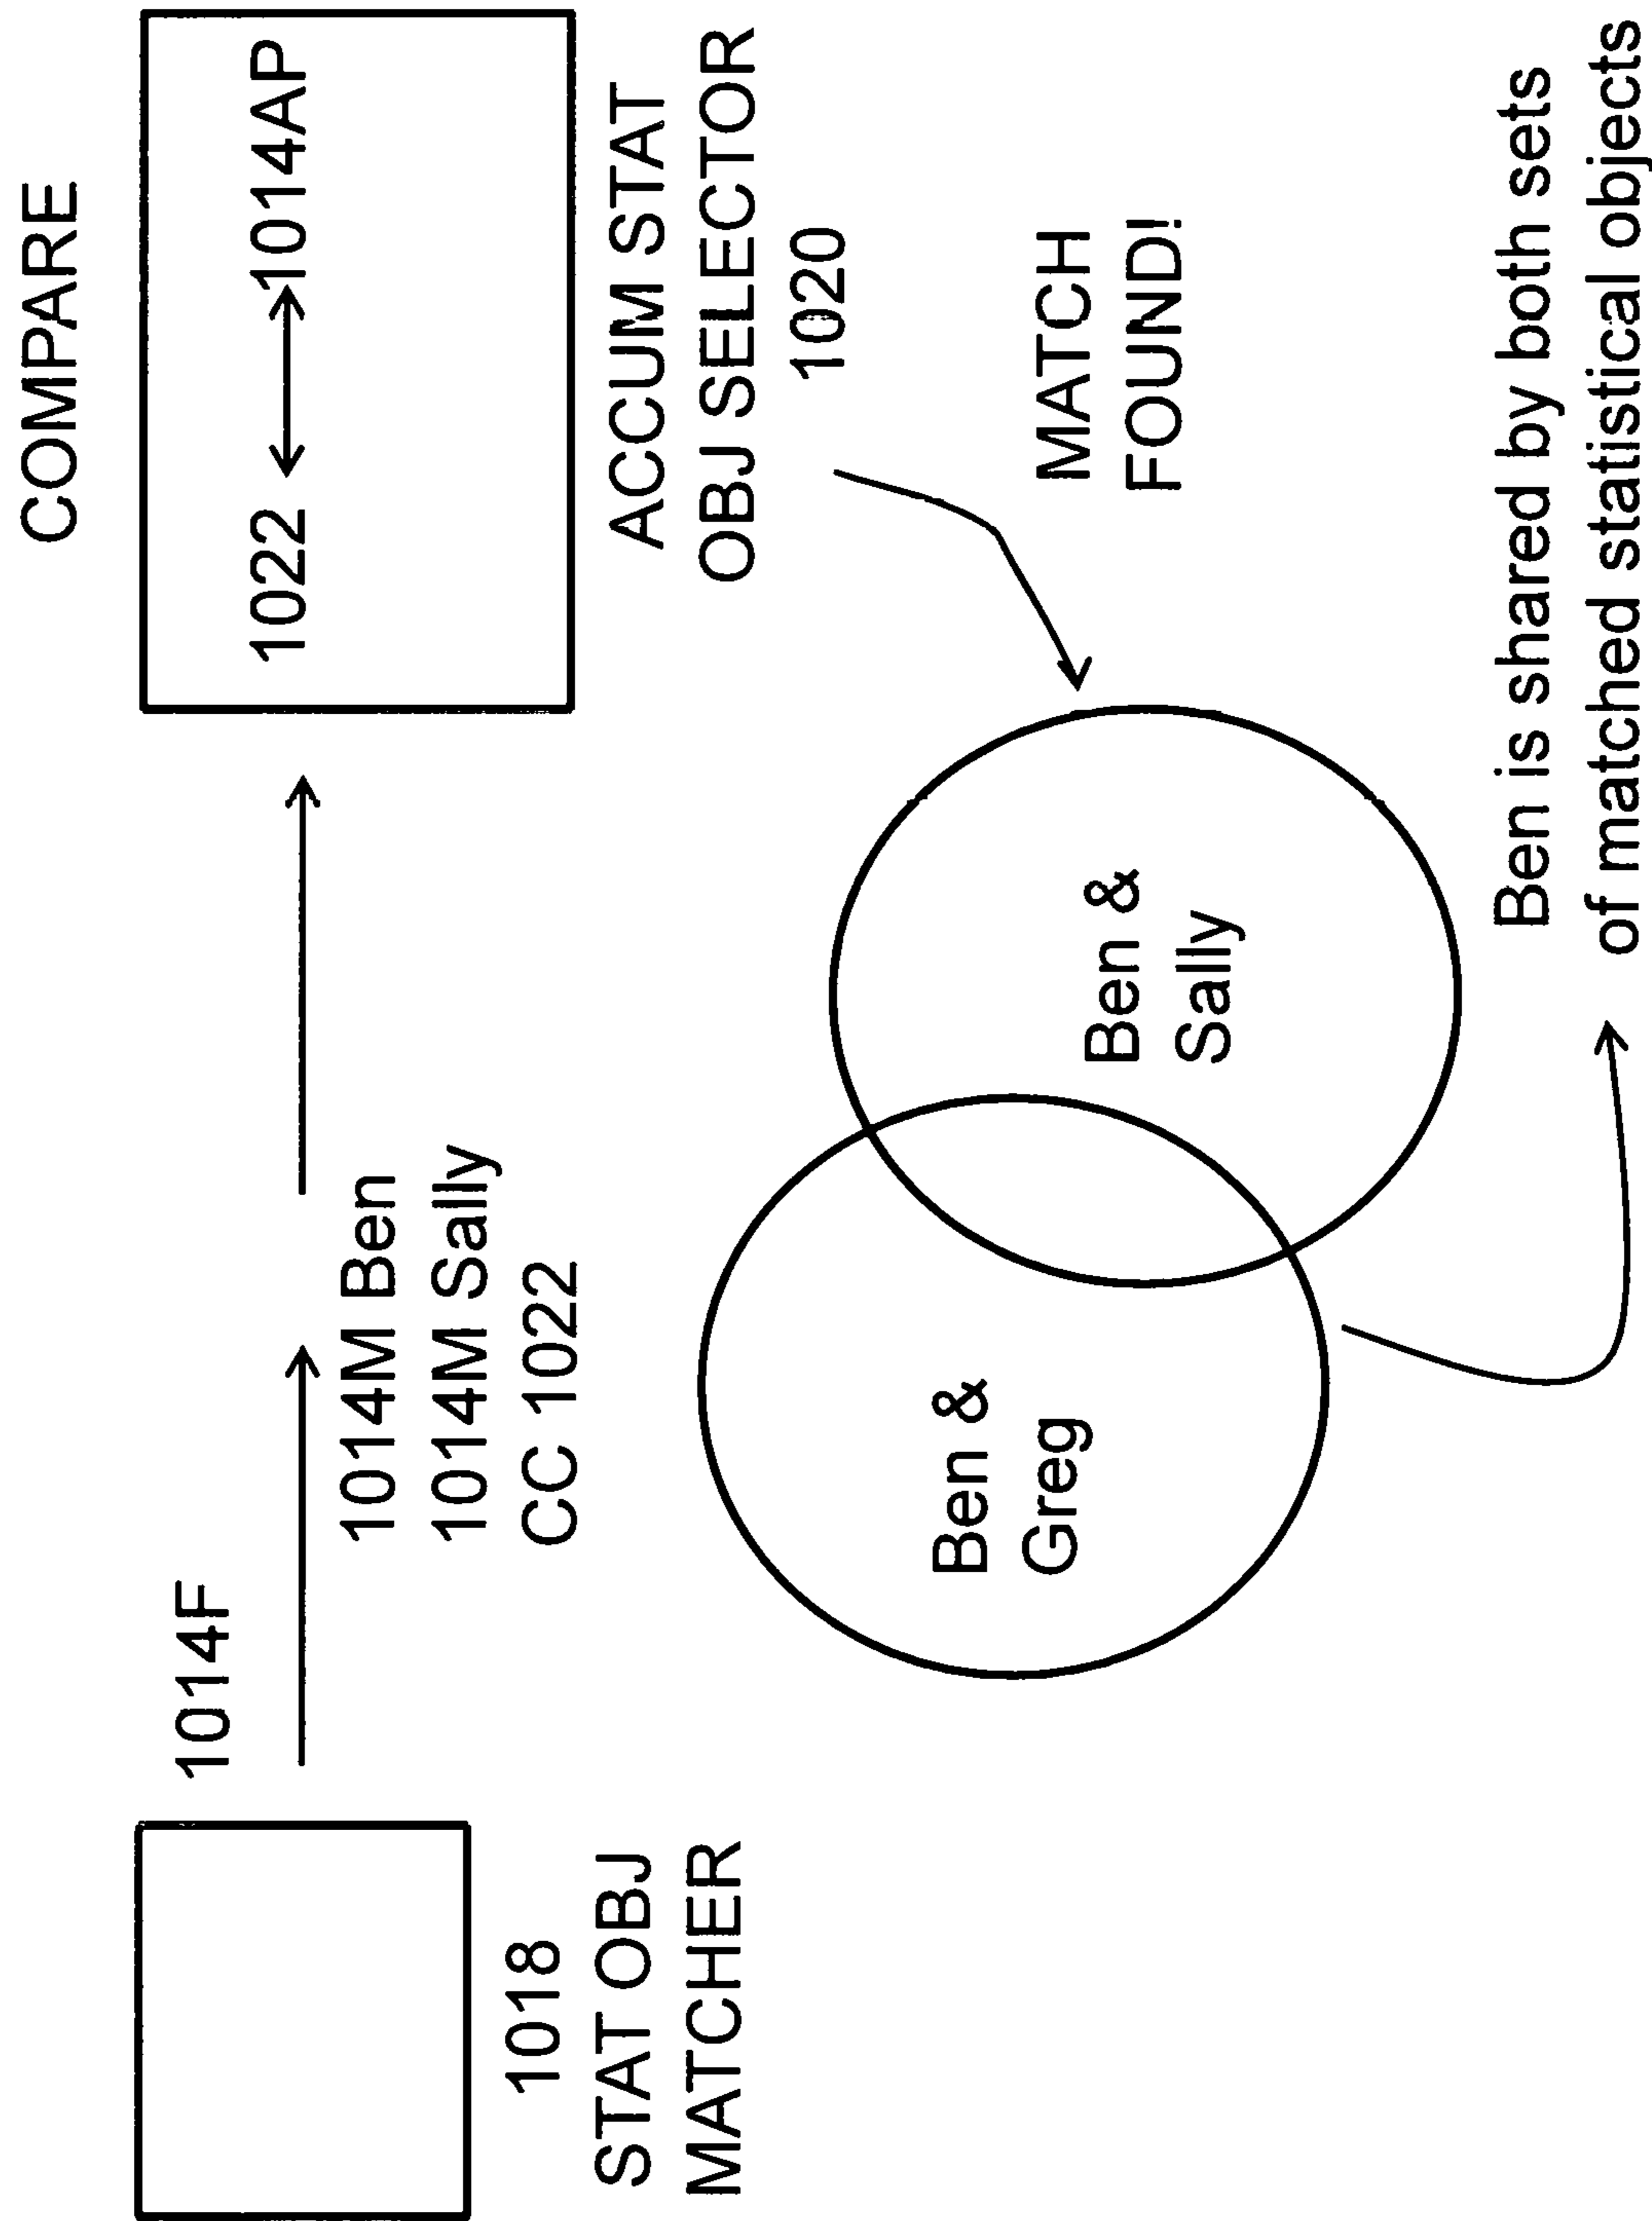 COMPARE
1022 ↔ 1014AP
ACCUM STAT
OBJ SELECTOR
1020
1014F
1014M Ben
1014M Sally
CC 1022
1018
STAT OBJ
MATCHER
MATCH
FOUND!
Ben &
Greg
Ben &
Sally
Ben is shared by both sets
of matched statistical objects